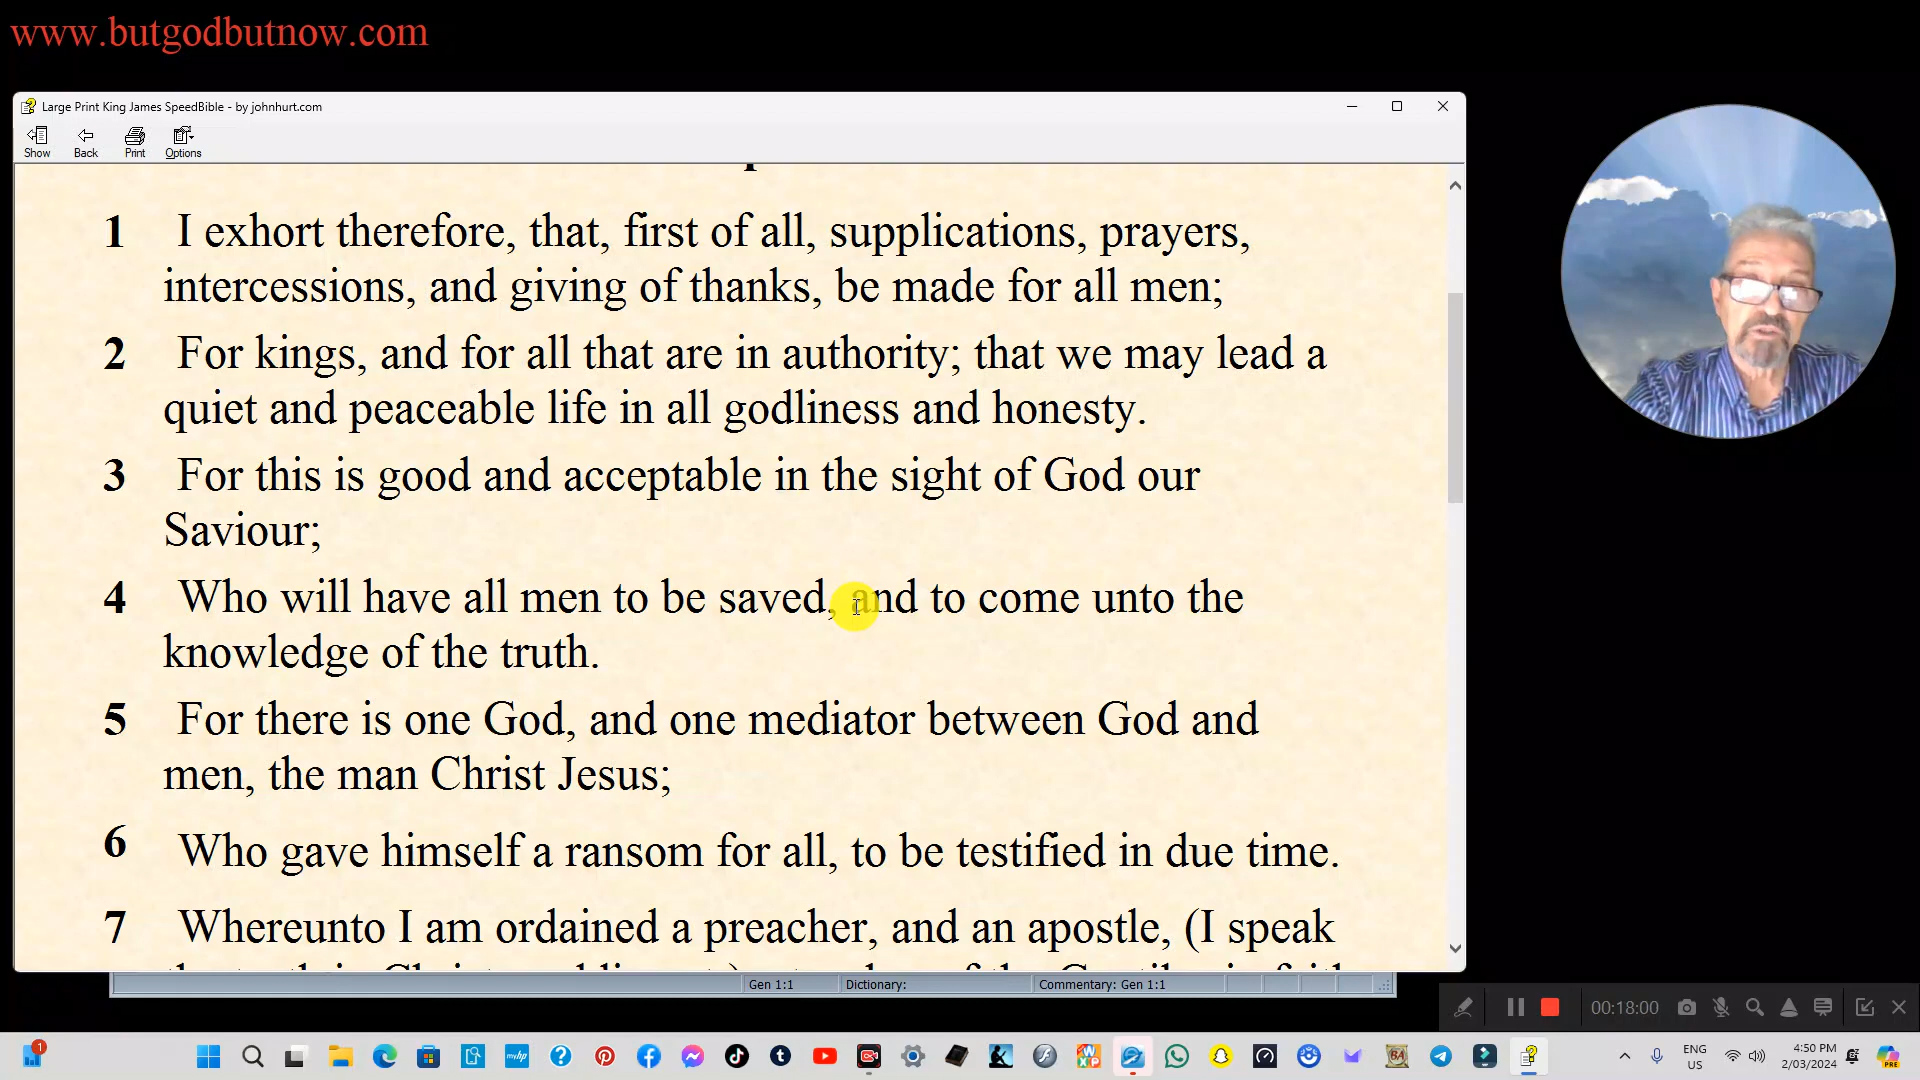 www.butgodbutnow.com
Large Print King James SpeedBible - by johnhurt.com
Show Back Print Options
1 I exhort therefore, that, first of all, supplications, prayers,
intercessions, and giving of thanks, be made for all men;
2 For kings, and for all that are in authority; that we may lead a
quiet and peaceable life in all godliness and honesty.
3 For this is good and acceptable in the sight of God our
Saviour;
4 Who will have all men to be saved, and to come unto the
knowledge of the truth.
5 For there is one God, and one mediator between God and
men, the man Christ Jesus;
6 Who gave himself a ransom for all, to be testified in due time.
7 Whereunto I am ordained a preacher, and an apostle, (I speak
Gen 1:1 Dictionary: Commentary: Gen 1:1
00:18:00
1
myhp
ENG
US
4:50 PM
2/03/2024
PRE